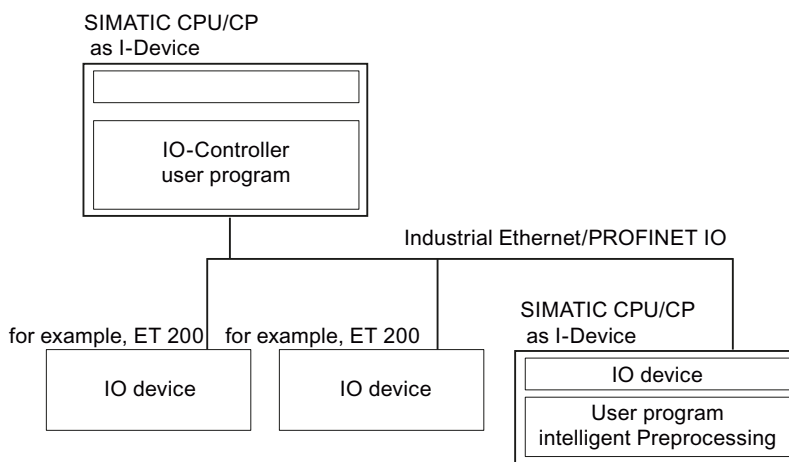 SIMATIC CPU/CP
as I-Device
IO-Controller
user program
Industrial Ethernet/PROFINET IO
for example, ET 200
IO device
for example, ET 200
IO device
SIMATIC CPU/CP
as I-Device
IO device
User program
intelligent Preprocessing